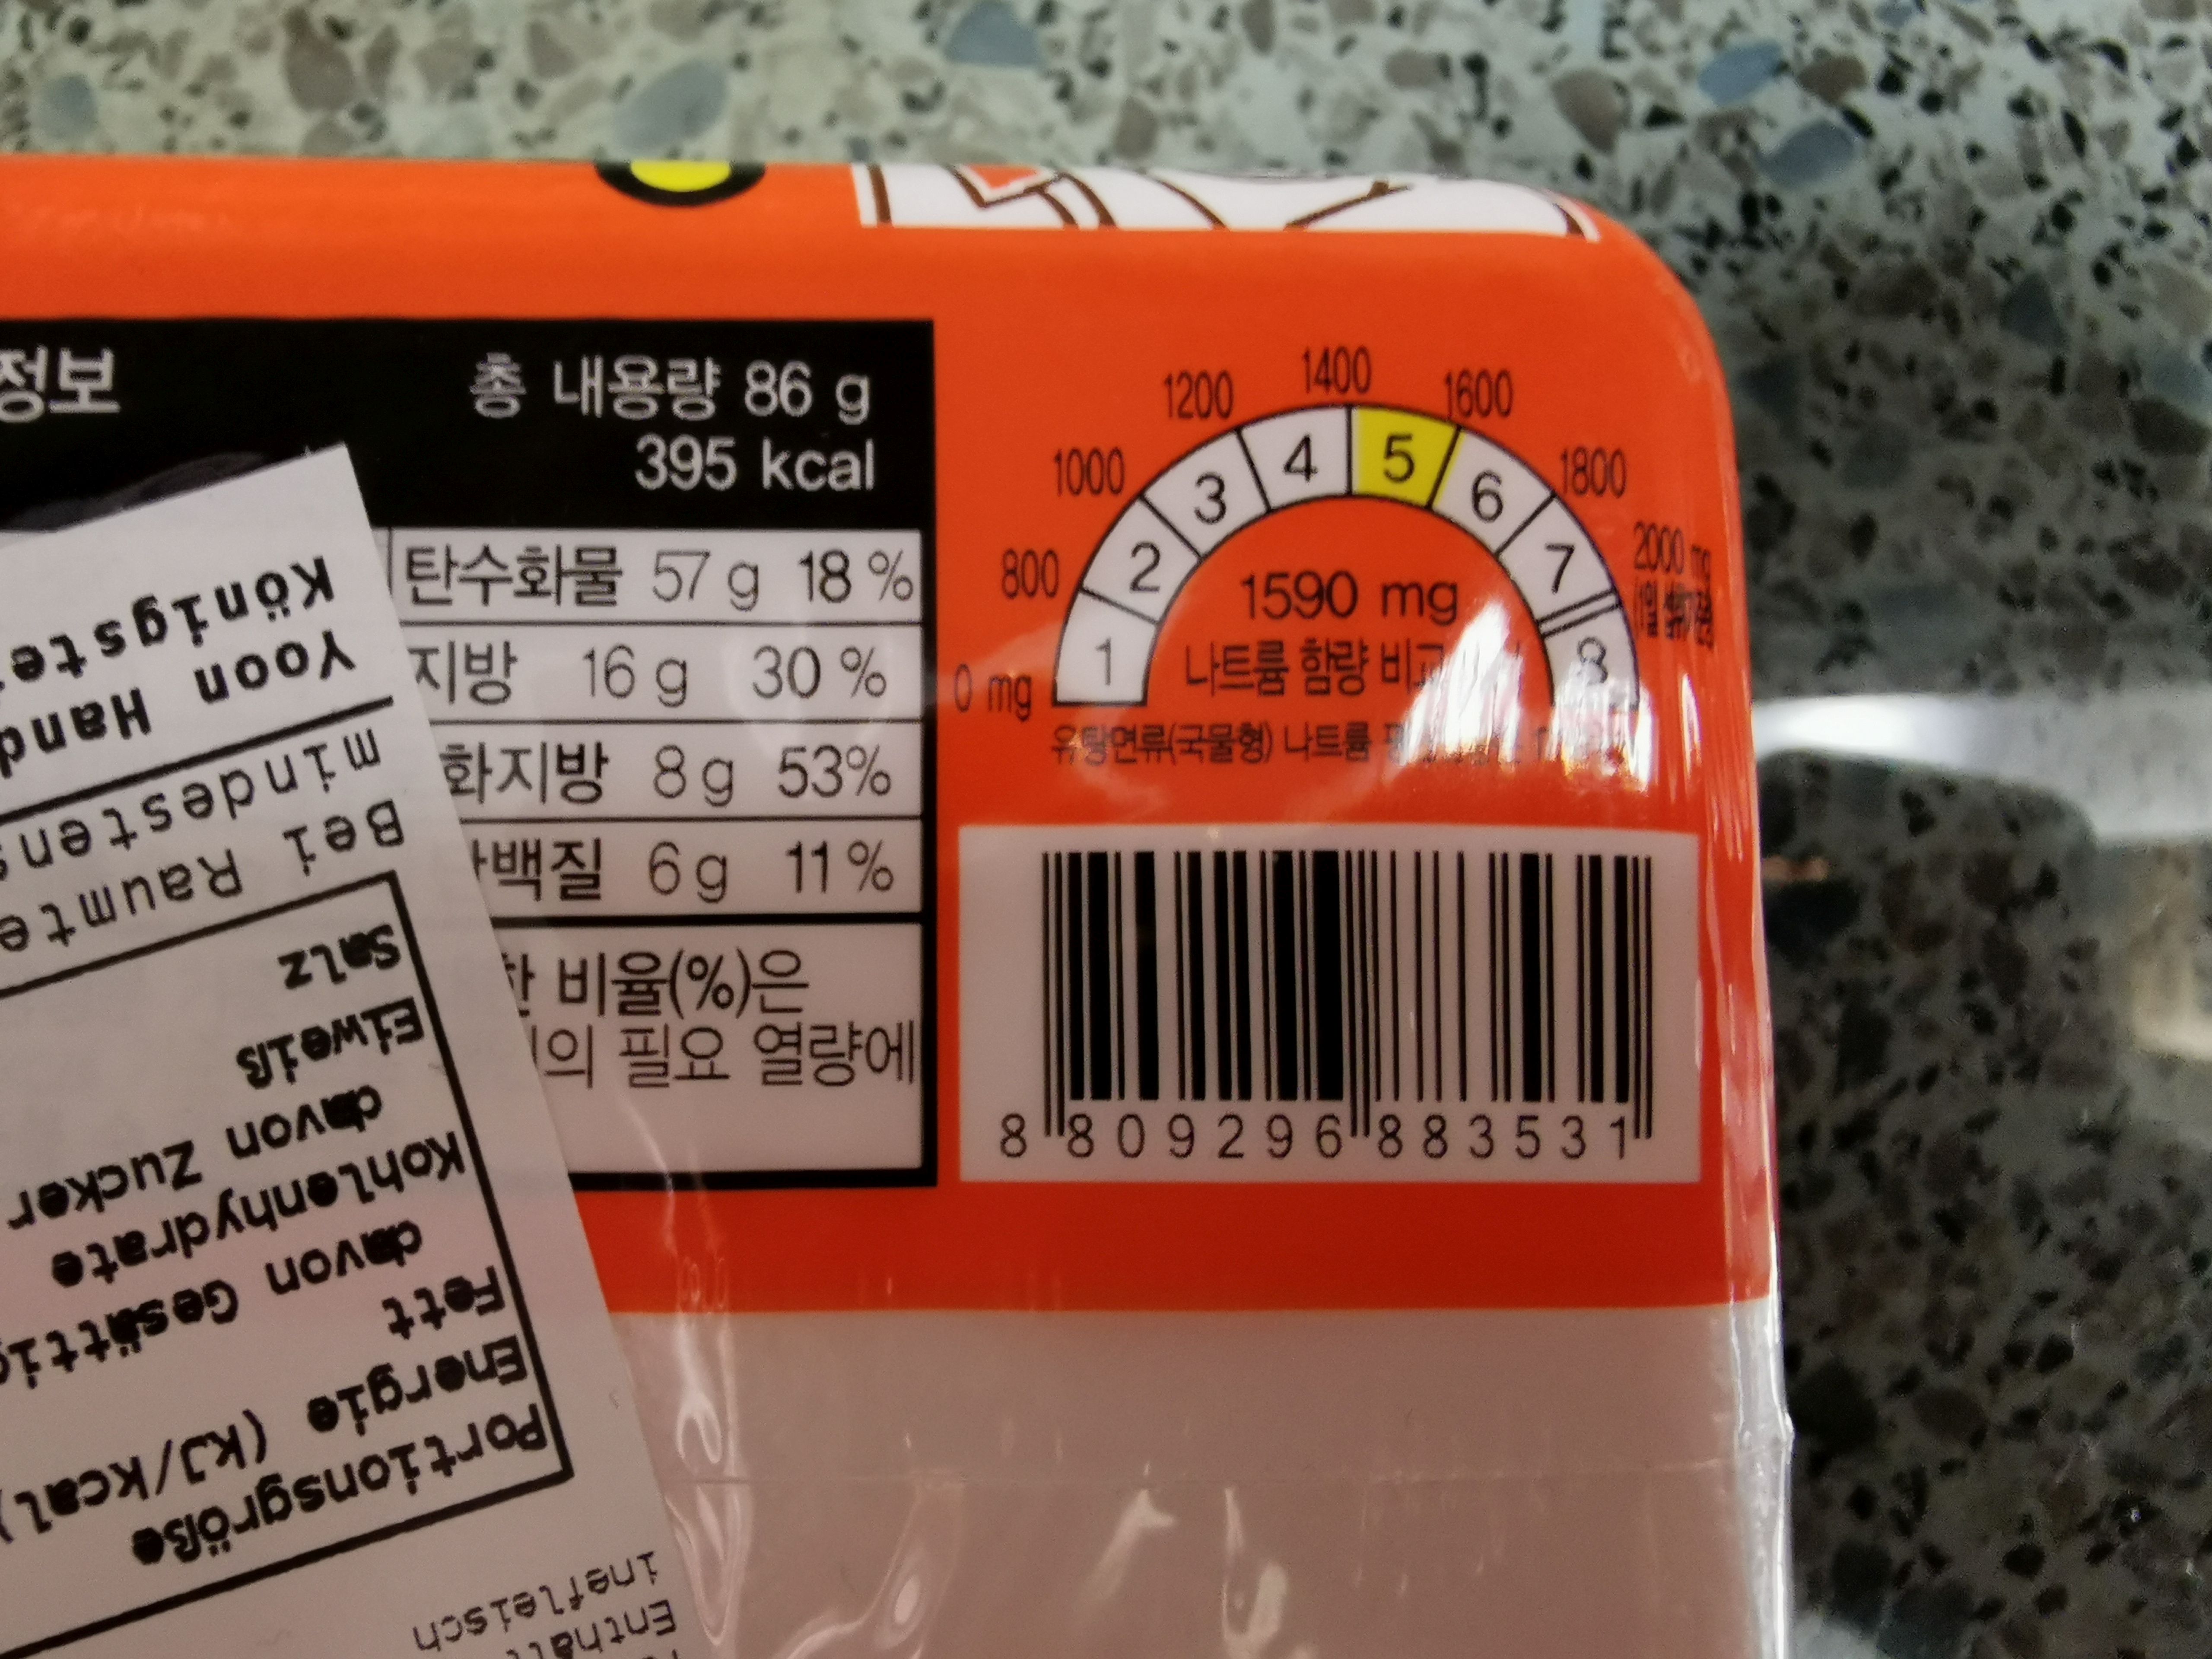 정보
총 내용량 86 g
395 kcal
탄수화물 57 g 18 %
지방 16 g 30 %
화지방 8 g 53%
백질 6 g 11 %
한 비율(%)은
의 필요 열량에
0 mg
800
1000
1200
1400
1600
1800
2000 mg
1 2 3 4 5 6 7 8
1590 mg
나트륨 함량 비교
유탕면류(국물형) 나트륨
8 809296 883531
Enthält
inefleisch
Portionsgröße
Energie (kJ/kcal)
Fett
davon Gesätti
Kohlenhydrate
davon Zucker
Eiweiß
Salz
Bei Raumte
mindestens
Yoon Hand
Königste